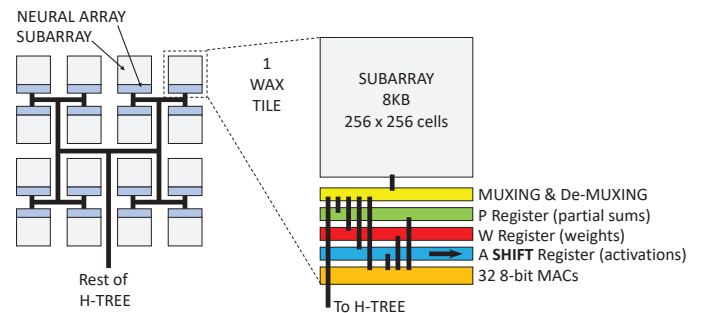 NEURAL ARRAY
SUBARRAY
1
WAX
TILE
SUBARRAY
8KB
256 x 256 cells
MUXING & De-MUXING
P Register (partial sums)
W Register (weights)
A SHIFT Register (activations)
32 8-bit MACs
Rest of
H-TREE
To H-TREE